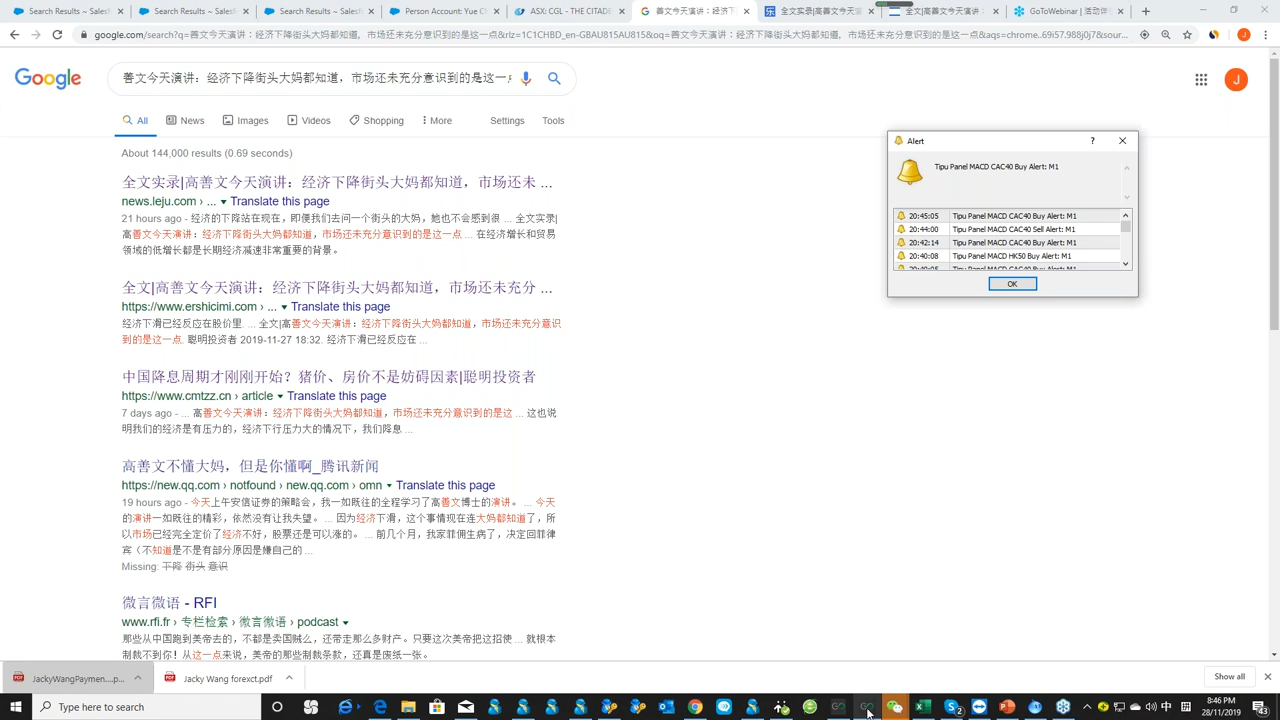 Search Results ~ Salesf
Search Results ~ Salesf
Search Results ~ Salesf
Person Account: Yue C
ASX: CGL - THE CITADE
善文今天演讲：经济下
全文实录|高善文今天演
全文|高善文今天演讲：
GoToWebinar | 活动详
google.com/search?q=善文今天演讲：经济下降街头大妈都知道，市场还未充分意识到的是这一点&rlz=1C1CHBD_en-GBAU815AU815&oq=善文今天演讲：经济下降街头大妈都知道，市场还未充分意识到的是这一点&aqs=chrome..69i57.988j0j7&sour...
Google
善文今天演讲：经济下降街头大妈都知道，市场还未充分意识到的是这一点
J
All
News
Images
Videos
Shopping
More
Settings
Tools
About 144,000 results (0.69 seconds)
全文实录|高善文今天演讲：经济下降街头大妈都知道，市场还未 ...
news.leju.com › ... ▼ Translate this page
21 hours ago - 经济的下降站在现在，即便我们去问一个街头的大妈，她也不会感到很 ... 全文实录|
高善文今天演讲：经济下降街头大妈都知道，市场还未充分意识到的是这一点 ... 在经济增长和贸易
领域的低增长都是长期经济减速非常重要的背景。
全文|高善文今天演讲：经济下降街头大妈都知道，市场还未充分 ...
https://www.ershicimi.com › ... ▼ Translate this page
经济下滑已经反应在股价里. ... 全文|高善文今天演讲：经济下降街头大妈都知道，市场还未充分意识
到的是这一点. 聪明投资者 2019-11-27 18:32. 经济下滑已经反应在 ...
中国降息周期才刚刚开始？猪价、房价不是妨碍因素|聪明投资者
https://www.cmtzz.cn › article ▼ Translate this page
7 days ago - ... 高善文今天演讲：经济下降街头大妈都知道，市场还未充分意识到的是这 ... 这也说
明我们的经济是有压力的，经济下行压力大的情况下，我们降息 ...
高善文不懂大妈，但是你懂啊_腾讯新闻
https://new.qq.com › notfound › new.qq.com › omn ▼ Translate this page
19 hours ago - 今天上午安信证券的策略会，我一如既往的全程学习了高善文博士的演讲。 ... 今天
的演讲一如既往的精彩，依然没有让我失望。 ... 因为经济下滑，这个事情现在连大妈都知道了，所
以市场已经完全定价了经济不好，股票还是可以涨的。 ... 前几个月，我家菲佣生病了，决定回菲律
宾（不知道是不是有部分原因是嫌自己的 ...
Missing: 下降 街头 意识
微言微语 - RFI
www.rfi.fr › 专栏检索 › 微言微语 › podcast ▼
那些从中国跑到美帝去的，不都是卖国贼么，还带走那么多财产。只要这次美帝把这招使 ... 就根本
制裁不到你！从这一点来说，美帝的那些制裁条款，还真是废纸一张。
Alert
Tipu Panel MACD CAC40 Buy Alert: M1
20:45:05 Tipu Panel MACD CAC40 Buy Alert: M1
20:44:00 Tipu Panel MACD CAC40 Sell Alert: M1
20:42:14 Tipu Panel MACD CAC40 Buy Alert: M1
20:40:08 Tipu Panel MACD HK50 Buy Alert: M1
Tipu Panel MACD CAC40 Buy Alert: M1
OK
JackyWangPaymen....p...
Jacky Wang forexct.pdf
Show all
Type here to search
中
8:46 PM
28/11/2019